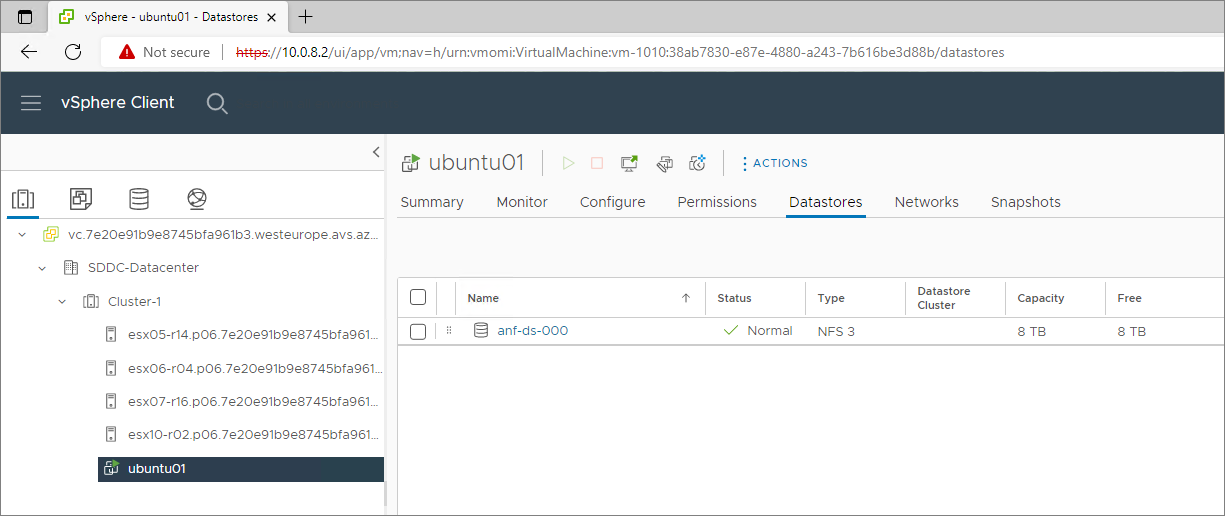 vSphere - ubuntu01 - Datastores
Not secure https://10.0.8.2/ui/app/vm;nav=h/urn:vmomi:VirtualMachine:vm-1010:38ab7830-e87e-4880-a243-7b616be3d88b/datastores
vSphere Client
ubuntu01 ACTIONS
Summary Monitor Configure Permissions Datastores Networks Snapshots
vc.7e20e91b9e8745bfa961b3.westeurope.avs.az...
SDDC-Datacenter
Cluster-1
esx05-r14.p06.7e20e91b9e8745bfa961...
esx06-r04.p06.7e20e91b9e8745bfa961...
esx07-r16.p06.7e20e91b9e8745bfa961...
esx10-r02.p06.7e20e91b9e8745bfa961...
ubuntu01
Name Status Type Datastore Cluster Capacity Free
anf-ds-000 Normal NFS 3 8 TB 8 TB